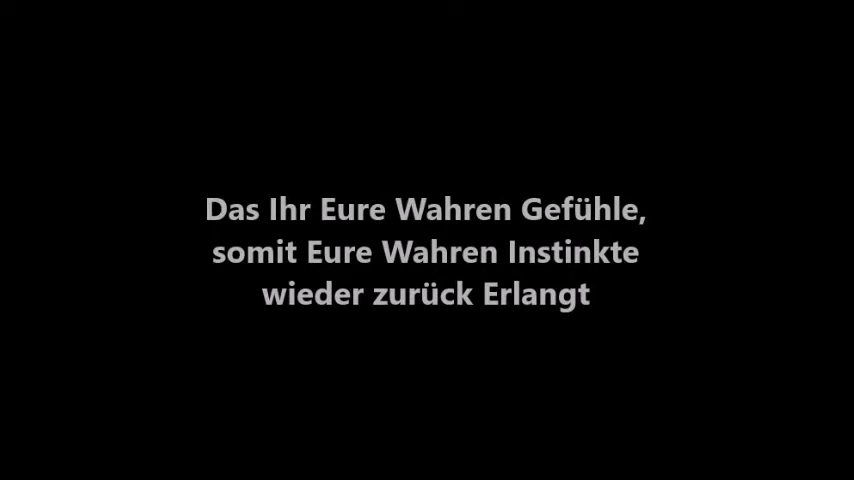 Das Ihr Eure Wahren Gefühle,
somit Eure Wahren Instinkte
wieder zurück Erlangt